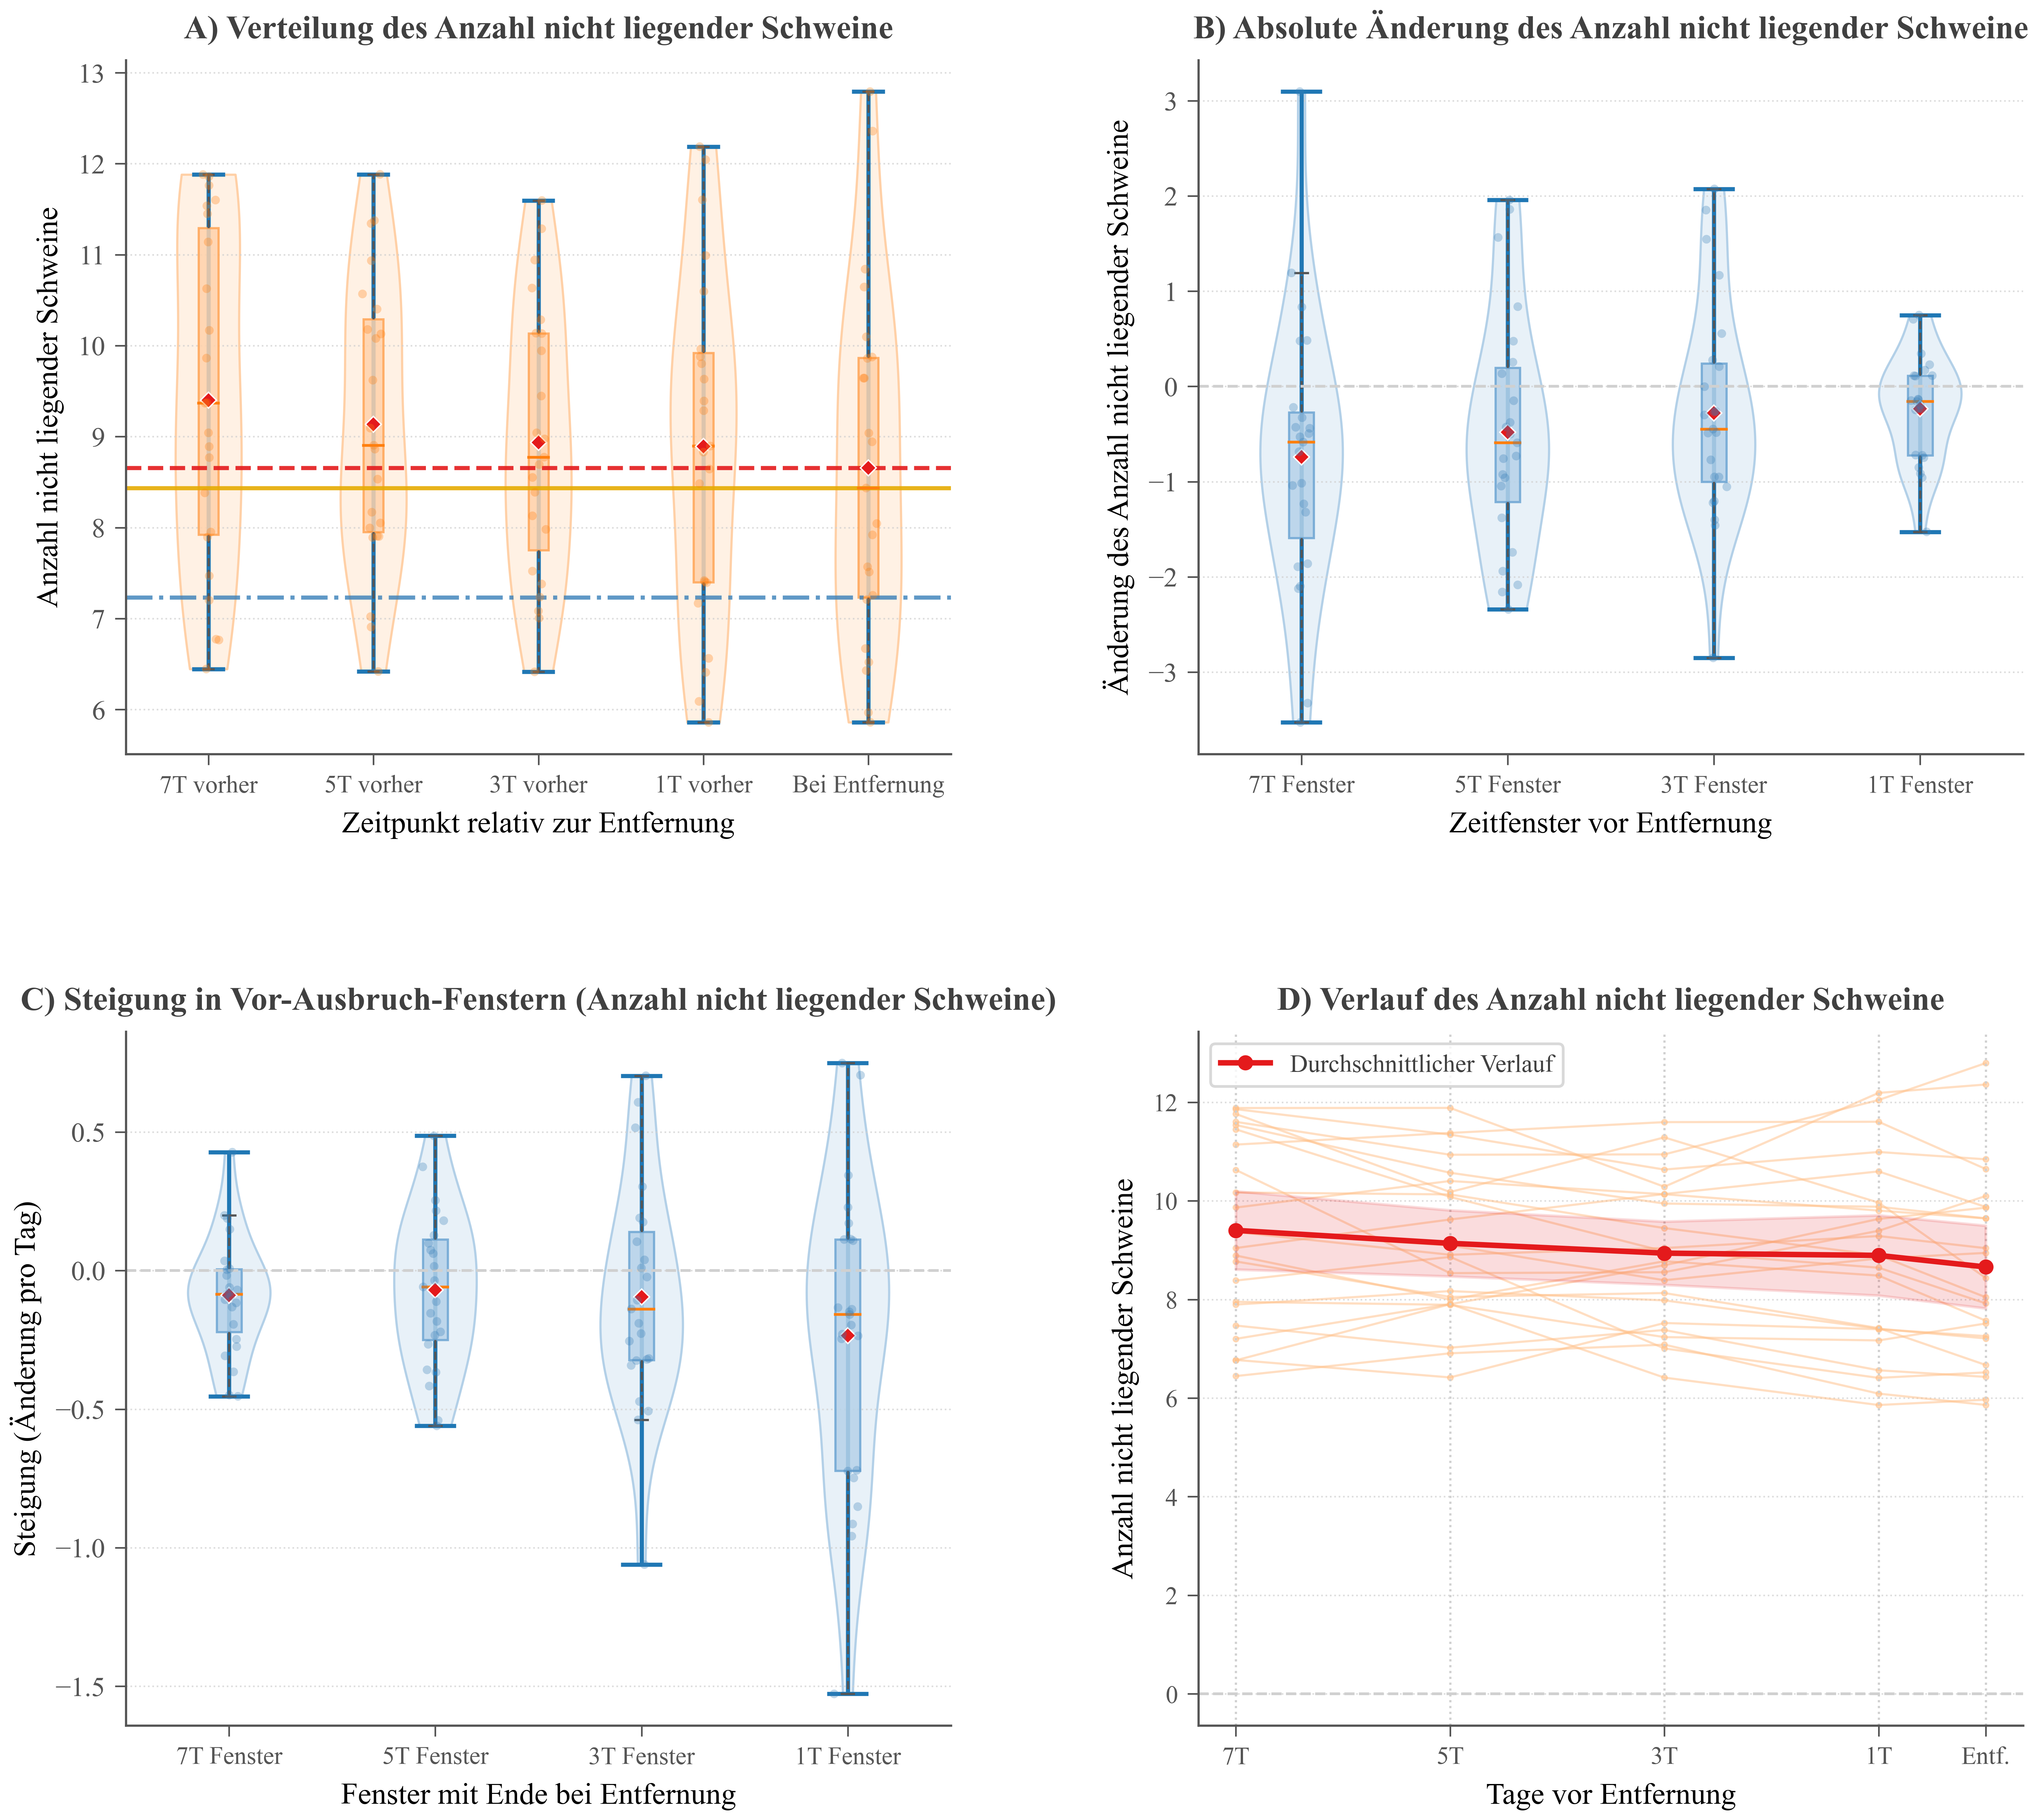 A) Verteilung des Anzahl nicht liegender Schweine
Anzahl nicht liegender Schweine
13
12
11
10
9
8
7
6
7T vorher
5T vorher
3T vorher
1T vorher
Bei Entfernung
Zeitpunkt relativ zur Entfernung
B) Absolute Änderung des Anzahl nicht liegender Schweine
Änderung des Anzahl nicht liegender Schweine
3
2
1
0
−1
−2
−3
7T Fenster
5T Fenster
3T Fenster
1T Fenster
Zeitfenster vor Entfernung
C) Steigung in Vor-Ausbruch-Fenstern (Anzahl nicht liegender Schweine)
Steigung (Änderung pro Tag)
0.5
0.0
−0.5
−1.0
−1.5
7T Fenster
5T Fenster
3T Fenster
1T Fenster
Fenster mit Ende bei Entfernung
D) Verlauf des Anzahl nicht liegender Schweine
Durchschnittlicher Verlauf
Anzahl nicht liegender Schweine
12
10
8
6
4
2
0
7T
5T
3T
1T
Entf.
Tage vor Entfernung